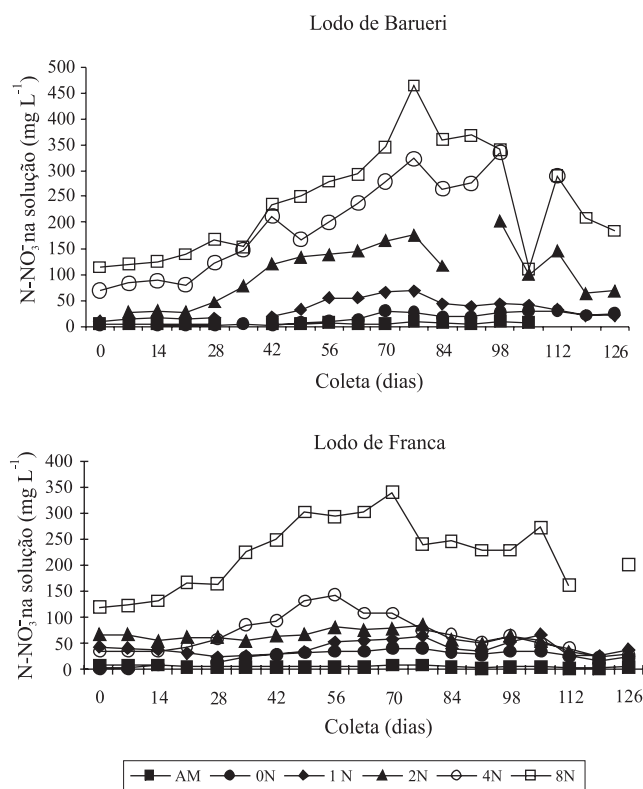 Lodo de Barueri
N-NO₃⁻ na solução (mg L⁻¹)
500
450
400
350
300
250
200
150
100
50
0
0 14 28 42 56 70 84 98 112 126
Coleta (dias)
Lodo de Franca
N-NO₃⁻ na solução (mg L⁻¹)
400
350
300
250
200
150
100
50
0
0 14 28 42 56 70 84 98 112 126
Coleta (dias)
AM 0N 1 N 2N 4N 8N